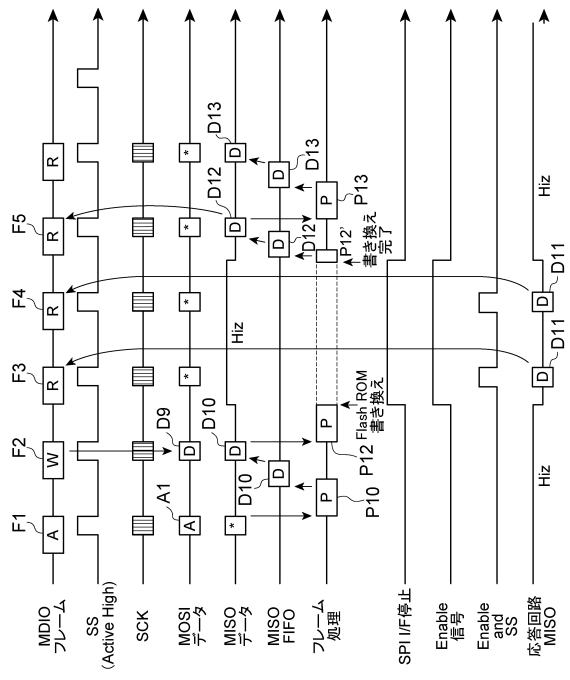 F1
F2
F3
F4
F5
MDIO
フレーム
A
W
R
R
R
R
SS
(Active High)
SCK
A1
D9
MOSI
データ
A
D
*
*
*
*
D10
Hiz
D12
D13
MISO
データ
*
D
D
D
D10
D12
D13
MISO
FIFO
D
D
D
フレーム
処理
P
P
P
P10
P12
Flash ROM
書き換え
P12'
書き換え
完了
P13
SPI I/F停止
Enable
信号
Enable
and
SS
応答回路
MISO
Hiz
D
D11
D
D11
Hiz